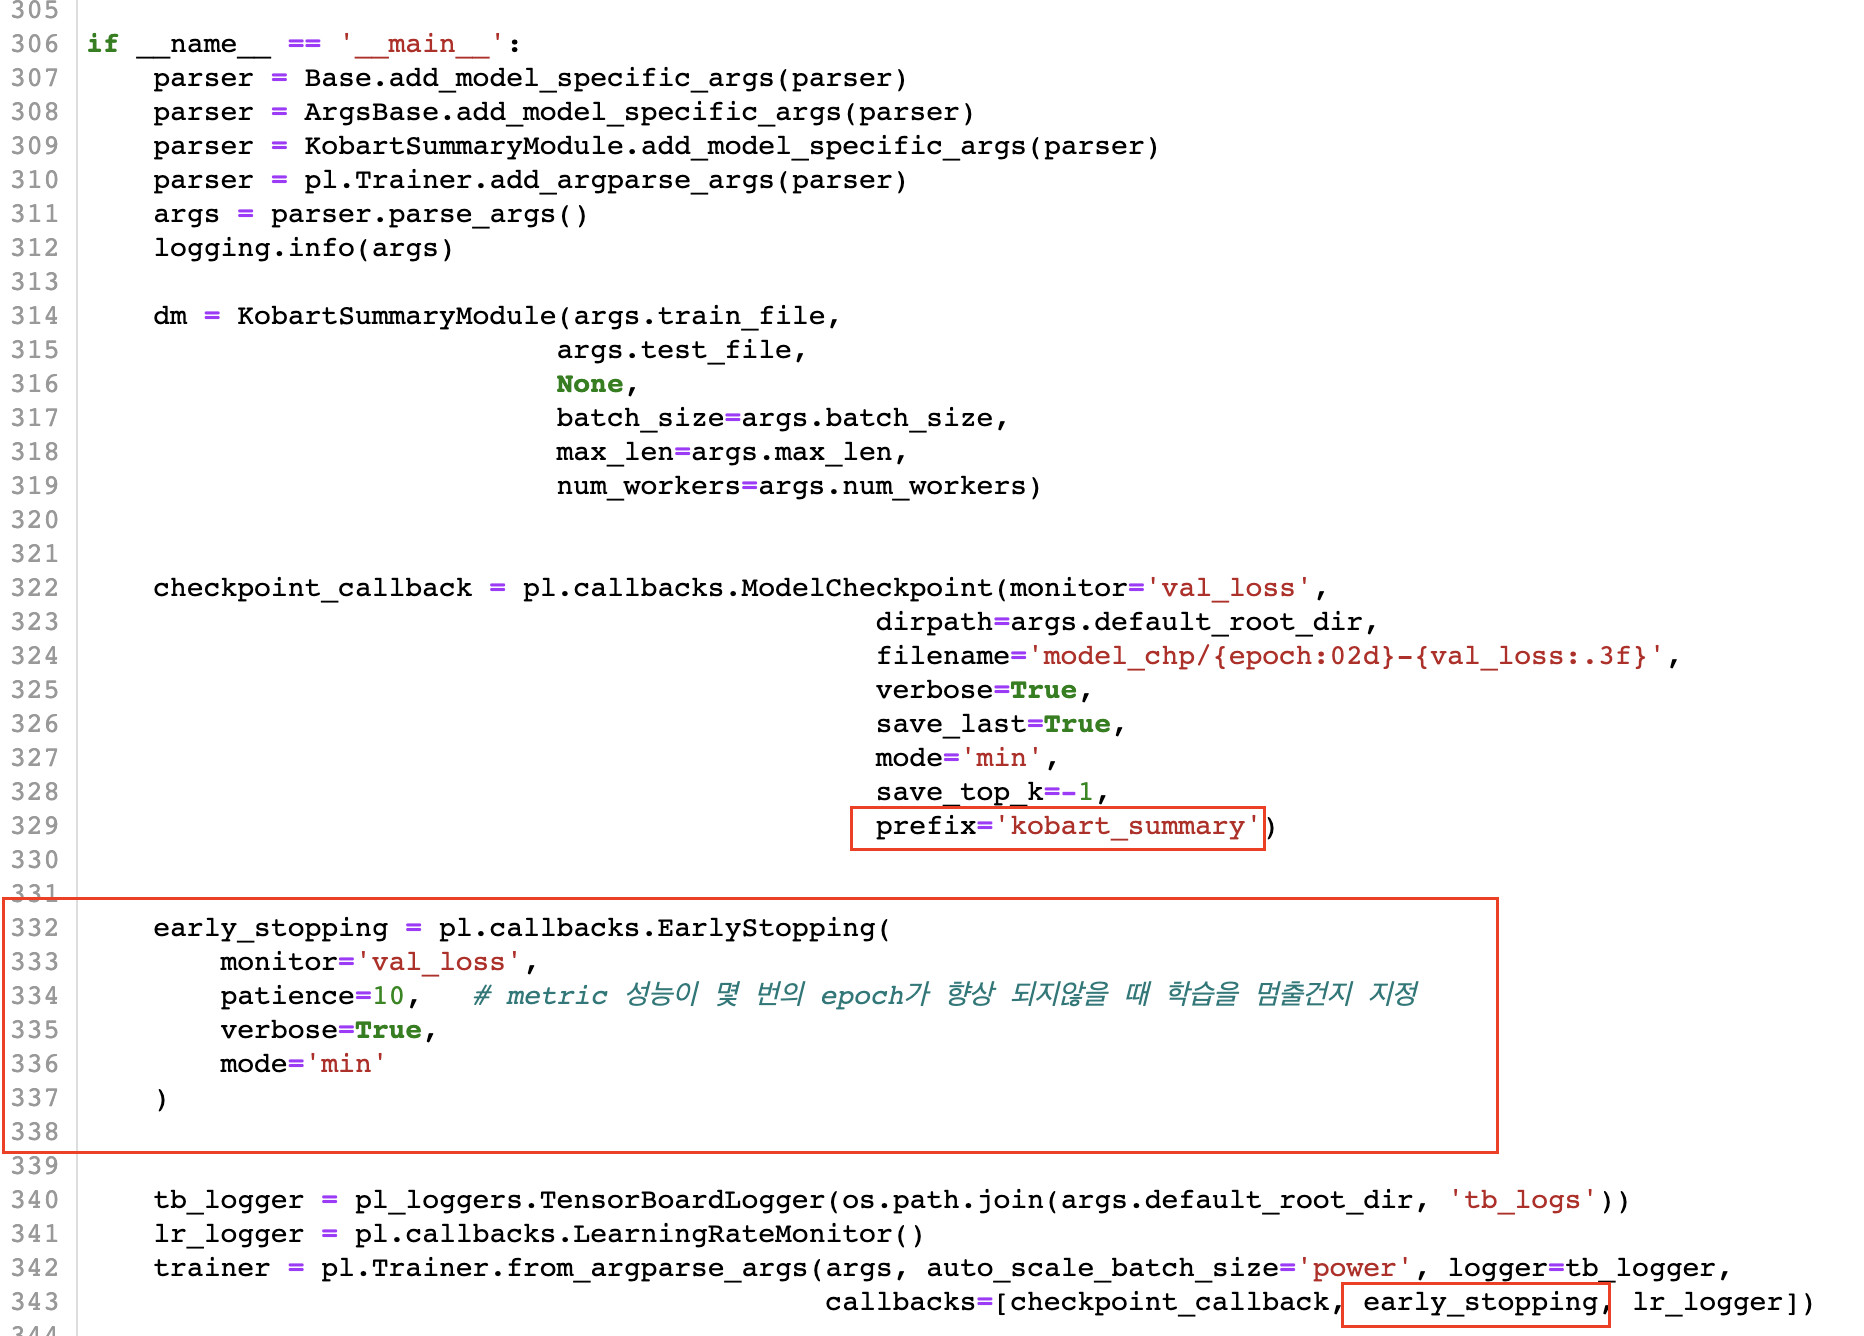 305
306 if __name__ == '__main__':
307     parser = Base.add_model_specific_args(parser)
308     parser = ArgsBase.add_model_specific_args(parser)
309     parser = KobartSummaryModule.add_model_specific_args(parser)
310     parser = pl.Trainer.add_argparse_args(parser)
311     args = parser.parse_args()
312     logging.info(args)
313
314     dm = KobartSummaryModule(args.train_file,
315                             args.test_file,
316                             None,
317                             batch_size=args.batch_size,
318                             max_len=args.max_len,
319                             num_workers=args.num_workers)
320
321
322     checkpoint_callback = pl.callbacks.ModelCheckpoint(monitor='val_loss',
323                                                dirpath=args.default_root_dir,
324                                                filename='model_chp/{epoch:02d}-{val_loss:.3f}',
325                                                verbose=True,
326                                                save_last=True,
327                                                mode='min',
328                                                save_top_k=-1,
329                                                prefix='kobart_summary')
330
331
332     early_stopping = pl.callbacks.EarlyStopping(
333         monitor='val_loss',
334         patience=10,   # metric 성능이 몇 번의 epoch가 향상 되지않을 때 학습을 멈출건지 지정
335         verbose=True,
336         mode='min'
337     )
338
339
340     tb_logger = pl_loggers.TensorBoardLogger(os.path.join(args.default_root_dir, 'tb_logs'))
341     lr_logger = pl.callbacks.LearningRateMonitor()
342     trainer = pl.Trainer.from_argparse_args(args, auto_scale_batch_size='power', logger=tb_logger,
343                                             callbacks=[checkpoint_callback, early_stopping, lr_logger])
344